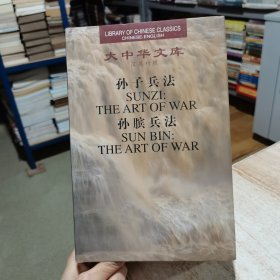 LIBRARY OF CHINESE CLASSICS
CHINESE-ENGLISH
大中华文库
汉英对照
孙子兵法
SUNZI:
THE ART OF WAR
孙膑兵法
SUN BIN:
THE ART OF WAR